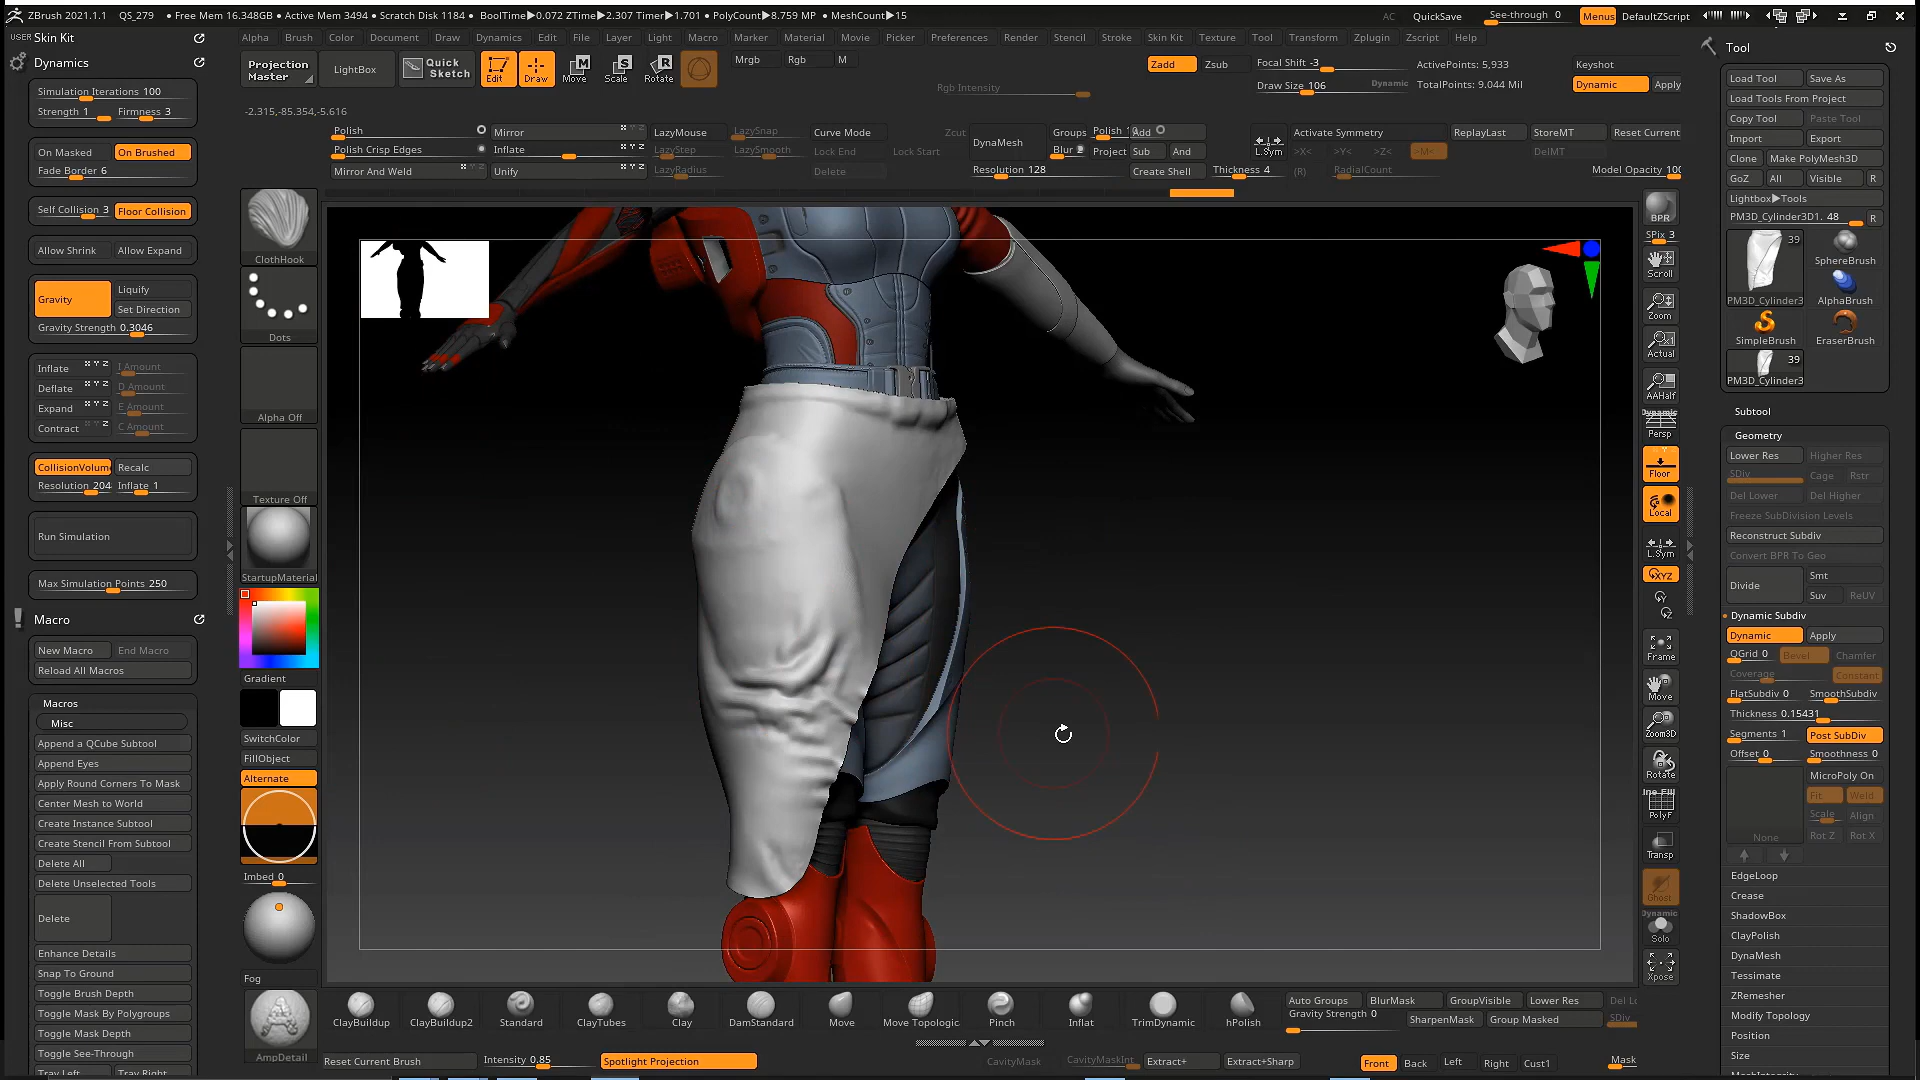 ZBrush 2021.1.1 QS_279 • Free Mem 16.348GB • Active Mem 3494 • Scratch Disk 1184 • BoolTime▶0.072 ZTime▶2.307 Timer▶1.701 • PolyCount▶8.759 MP • MeshCount▶15
AC QuickSave See-through 0 Menus DefaultZScript
USER Skin Kit
Alpha Brush Color Document Draw Dynamics Edit File Layer Light Macro Marker Material Movie Picker Preferences Render Stencil Stroke Skin Kit Texture Tool Transform Zplugin Zscript Help
Tool
Dynamics
Simulation Iterations 100
Strength 1 Firmness 3
On Masked On Brushed
Fade Border 6
Self Collision 3 Floor Collision
Allow Shrink Allow Expand
Gravity Liquify
Set Direction
Gravity Strength 0.3046
Inflate I Amount
Deflate D Amount
Expand E Amount
Contract C Amount
CollisionVolum Recalc
Resolution 204 Inflate 1
Run Simulation
Max Simulation Points 250
Macro
New Macro End Macro
Reload All Macros
Macros
Misc
Append a QCube Subtool
Append Eyes
Apply Round Corners To Mask
Center Mesh to World
Create Instance Subtool
Create Stencil From Subtool
Delete All
Delete Unselected Tools
Delete
Enhance Details
Snap To Ground
Toggle Brush Depth
Toggle Mask By Polygroups
Toggle Mask Depth
Toggle See-Through
Tray Left Tray Right
Projection Master
LightBox
Quick Sketch
Edit Draw Move Scale Rotate
Mrgb Rgb M
Rgb Intensity
Zadd Zsub
Focal Shift -3
Draw Size 106 Dynamic
ActivePoints: 5,933
TotalPoints: 9.044 Mil
Keyshot
Dynamic Apply
-2.315,-85.354,-5.616
Polish Mirror LazyMouse LazySnap Curve Mode Zcut DynaMesh Groups Polish 1 Add Activate Symmetry ReplayLast StoreMT Reset Current
Polish Crisp Edges Inflate LazyStep LazySmooth Lock End Lock Start Blur 2 Project Sub And L.Sym >X< >Y< >Z< >M< DelMT
Mirror And Weld Unify LazyRadius Delete Resolution 128 Create Shell Thickness 4 (R) RadialCount Model Opacity 100
ClothHook
Dots
Alpha Off
Texture Off
StartupMaterial
Gradient
SwitchColor
FillObject
Alternate
Imbed 0
Fog
AmpDetail
BPR
SPix 3
Scroll
Zoom
Actual
AAHalf
Dynamic
Persp
Floor
Local
L.Sym
XYZ
Y
Z
Frame
Move
Zoom3D
Rotate
Line Fill
PolyF
Transp
Ghost
Dynamic
Solo
Xpose
Load Tool Save As
Load Tools From Project
Copy Tool Paste Tool
Import Export
Clone Make PolyMesh3D
GoZ All Visible R
Lightbox▶Tools
PM3D_Cylinder3D1. 48 R
39
PM3D_Cylinder3 SphereBrush
AlphaBrush
SimpleBrush EraserBrush
39
PM3D_Cylinder3
Subtool
Geometry
Lower Res Higher Res
SDiv Cage Rstr
Del Lower Del Higher
Freeze SubDivision Levels
Reconstruct Subdiv
Convert BPR To Geo
Divide Smt
Suv ReUV
Dynamic Subdiv
Dynamic Apply
QGrid 0 Bevel Chamfer
Coverage Constant
FlatSubdiv 0 SmoothSubdiv
Thickness 0.15431
Segments 1 Post SubDiv
Offset 0 Smoothness 0
MicroPoly On
Fit Weld
Scale Align
None Rot Z Rot X
EdgeLoop
Crease
ShadowBox
ClayPolish
DynaMesh
Tessimate
ZRemesher
Modify Topology
Position
Size
MeshIntegrity
ClayBuildup ClayBuildup2 Standard ClayTubes Clay DamStandard Move Move Topologic Pinch Inflat TrimDynamic hPolish
Auto Groups BlurMask GroupVisible Lower Res Del Lo
Gravity Strength 0 SharpenMask Group Masked SDiv
Reset Current Brush Intensity 0.85 Spotlight Projection CavityMask CavityMaskInt Extract+ Extract+Sharp Front Back Left Right Cust1 Mask